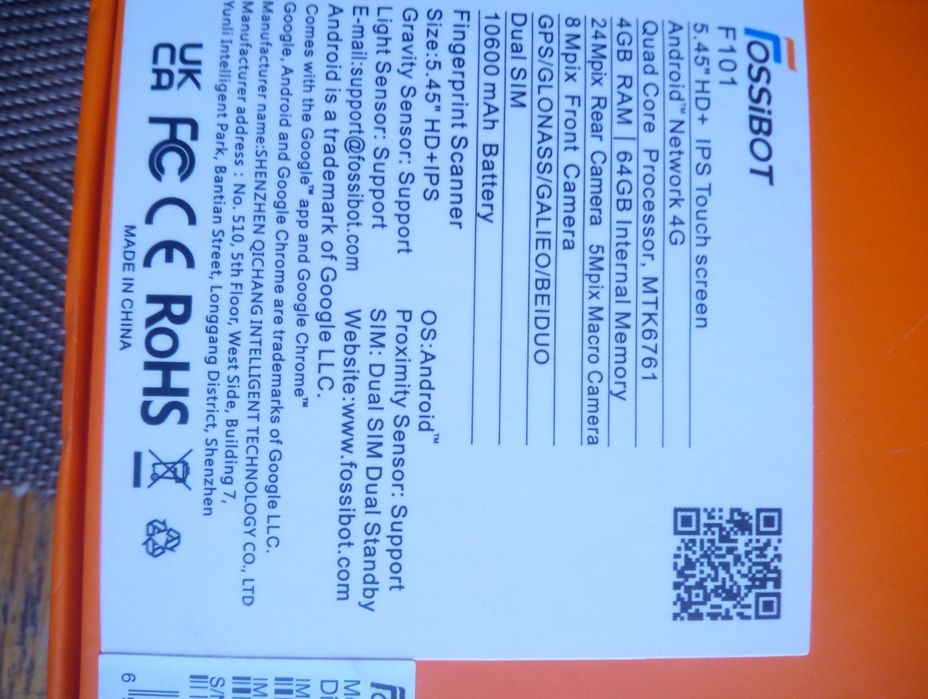 FOSSiBOT
F101
5.45" HD+ IPS Touch screen
Android™ Network 4G
Quad Core Processor, MTK6761
4GB RAM | 64GB Internal Memory
24Mpix Rear Camera 5Mpix Macro Camera
8 Mpix Front Camera
GPS/GLONASS/GALIEO/BEIDUO
Dual SIM
10600 mAh Battery
Fingerprint Scanner
Size:5.45" HD+IPS OS:Android™
Gravity Sensor: Support Proximity Sensor: Support
Light Sensor: Support SIM: Dual SIM Dual Standby
E-mail:support@fossibot.com Website:www.fossibot.com
Android is a trademark of Google LLC.
Comes with the Google™ app and Google Chrome™
Google, Android and Google Chrome are trademarks of Google LLC.
Manufacturer name:SHENZHEN QICHANG INTELLIGENT TECHNOLOGY CO., LTD
Manufacturer address : No. 510, 5th Floor, West Side, Building 7,
Yunli Intelligent Park, Bantian Street, Longgang District, Shenzhen
UK CA FC CE RoHS
MADE IN CHINA